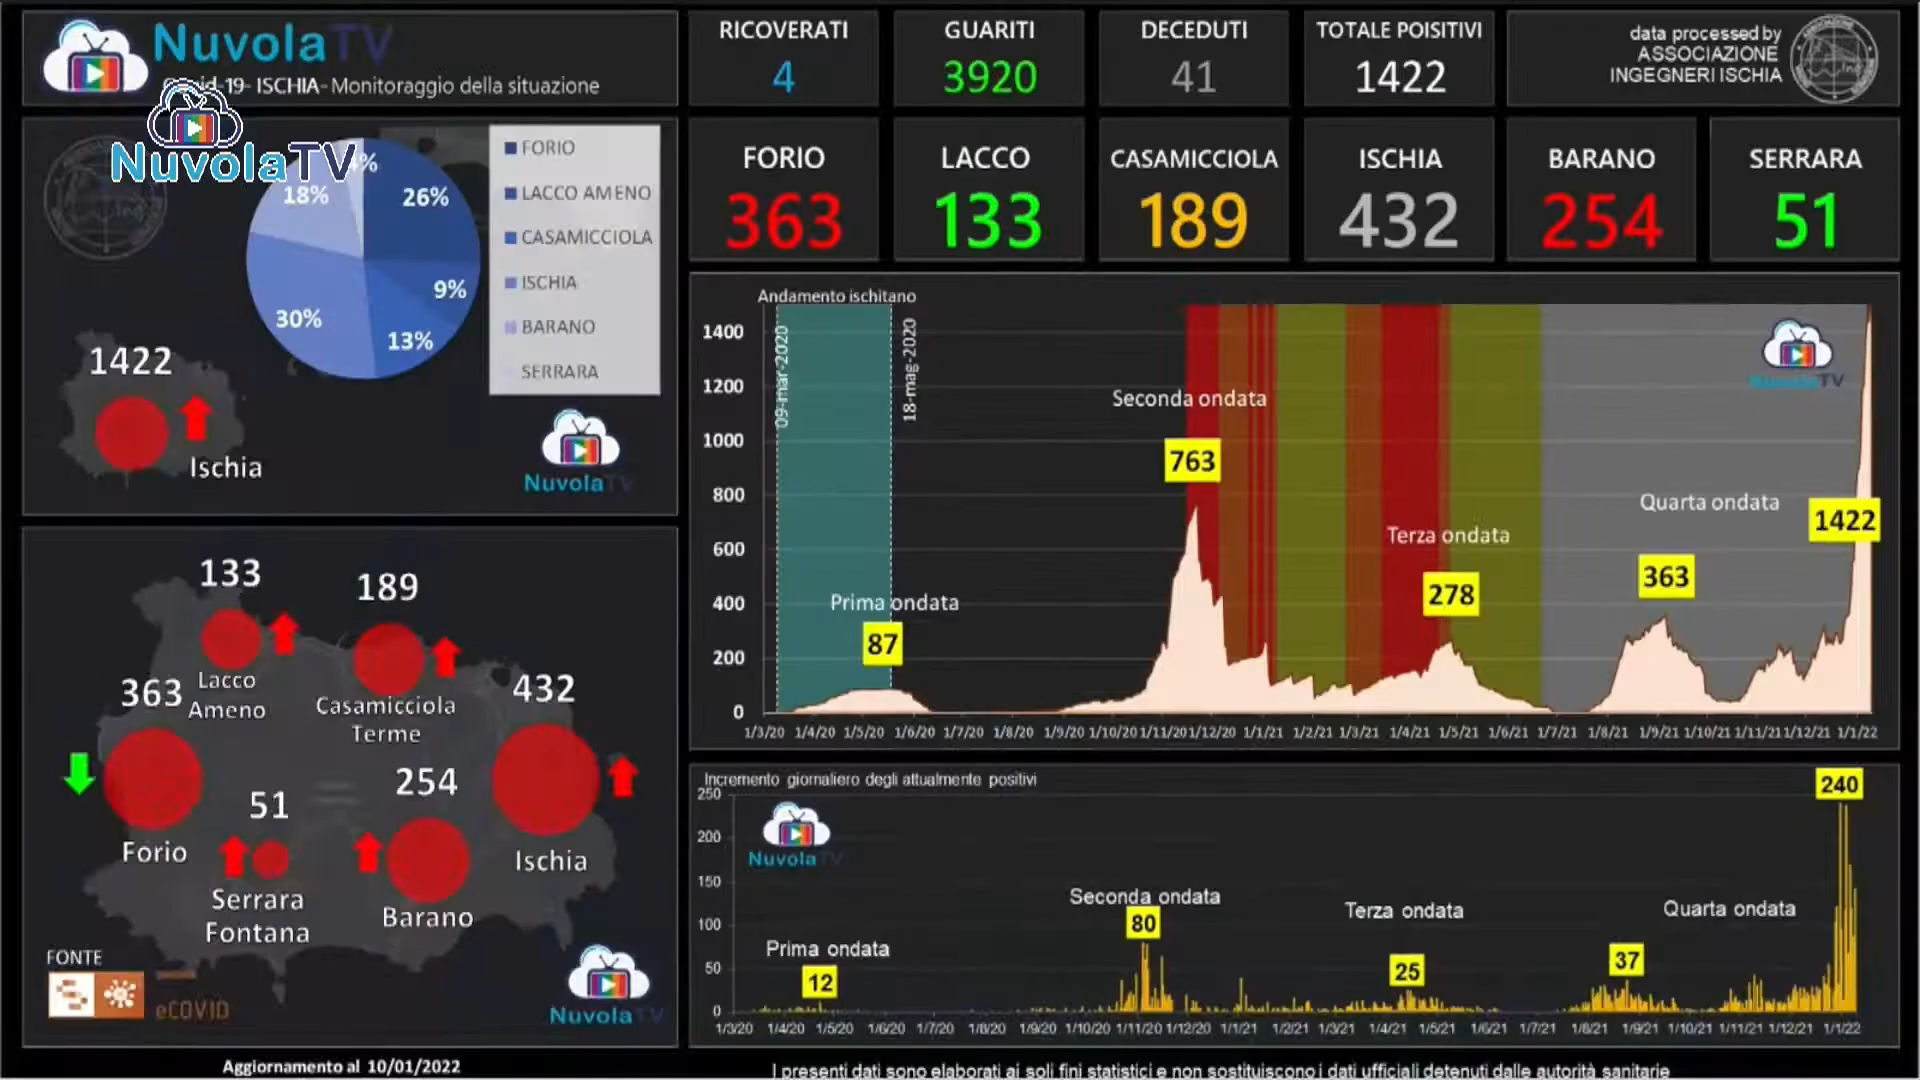 NuvolaTV
Covid-19- ISCHIA- Monitoraggio della situazione
RICOVERATI
4
GUARITI
3920
DECEDUTI
41
TOTALE POISITIVI
1422
data processed by
ASSOCIAZIONE
INGEGNERI ISCHIA
NuvolaTV
4%
26%
18%
9%
30%
13%
FORIO
LACCO AMENO
CASAMICCIOLA
ISCHIA
BARANO
SERRARA
1422
Ischia
NuvolaTV
FORIO
363
LACCO
133
CASAMICCIOLA
189
ISCHIA
432
BARANO
254
SERRARA
51
Andamento ischitano
09-mar-2020
18-mag-2020
1400
1200
1000
800
600
400
200
0
Prima ondata
87
Seconda ondata
763
Terza ondata
278
Quarta ondata
363
1422
NuvolaTV
1/3/20 1/4/20 1/5/20 1/6/20 1/7/20 1/8/20 1/9/20 1/10/20 1/11/20 1/12/20 1/1/21 1/2/21 1/3/21 1/4/21 1/5/21 1/6/21 1/7/21 1/8/21 1/9/21 1/10/21 1/11/21 1/12/21 1/1/22
133
Lacco
Ameno
189
Casamicciola
Terme
363
Forio
432
Ischia
51
Serrara
Fontana
254
Barano
FONTE
eCOVID
NuvolaTV
Incremento giornaliero degli attualmente positivi
250
200
150
100
50
0
NuvolaTV
Prima ondata
12
Seconda ondata
80
Terza ondata
25
Quarta ondata
37
240
1/3/20 1/4/20 1/5/20 1/6/20 1/7/20 1/8/20 1/9/20 1/10/20 1/11/20 1/12/20 1/1/21 1/2/21 1/3/21 1/4/21 1/5/21 1/6/21 1/7/21 1/8/21 1/9/21 1/10/21 1/11/21 1/12/21 1/1/22
Aggiornamento al 10/01/2022
I presenti dati sono elaborati ai soli fini statistici e non sostituiscono i dati ufficiali detenuti dalle autorità sanitarie